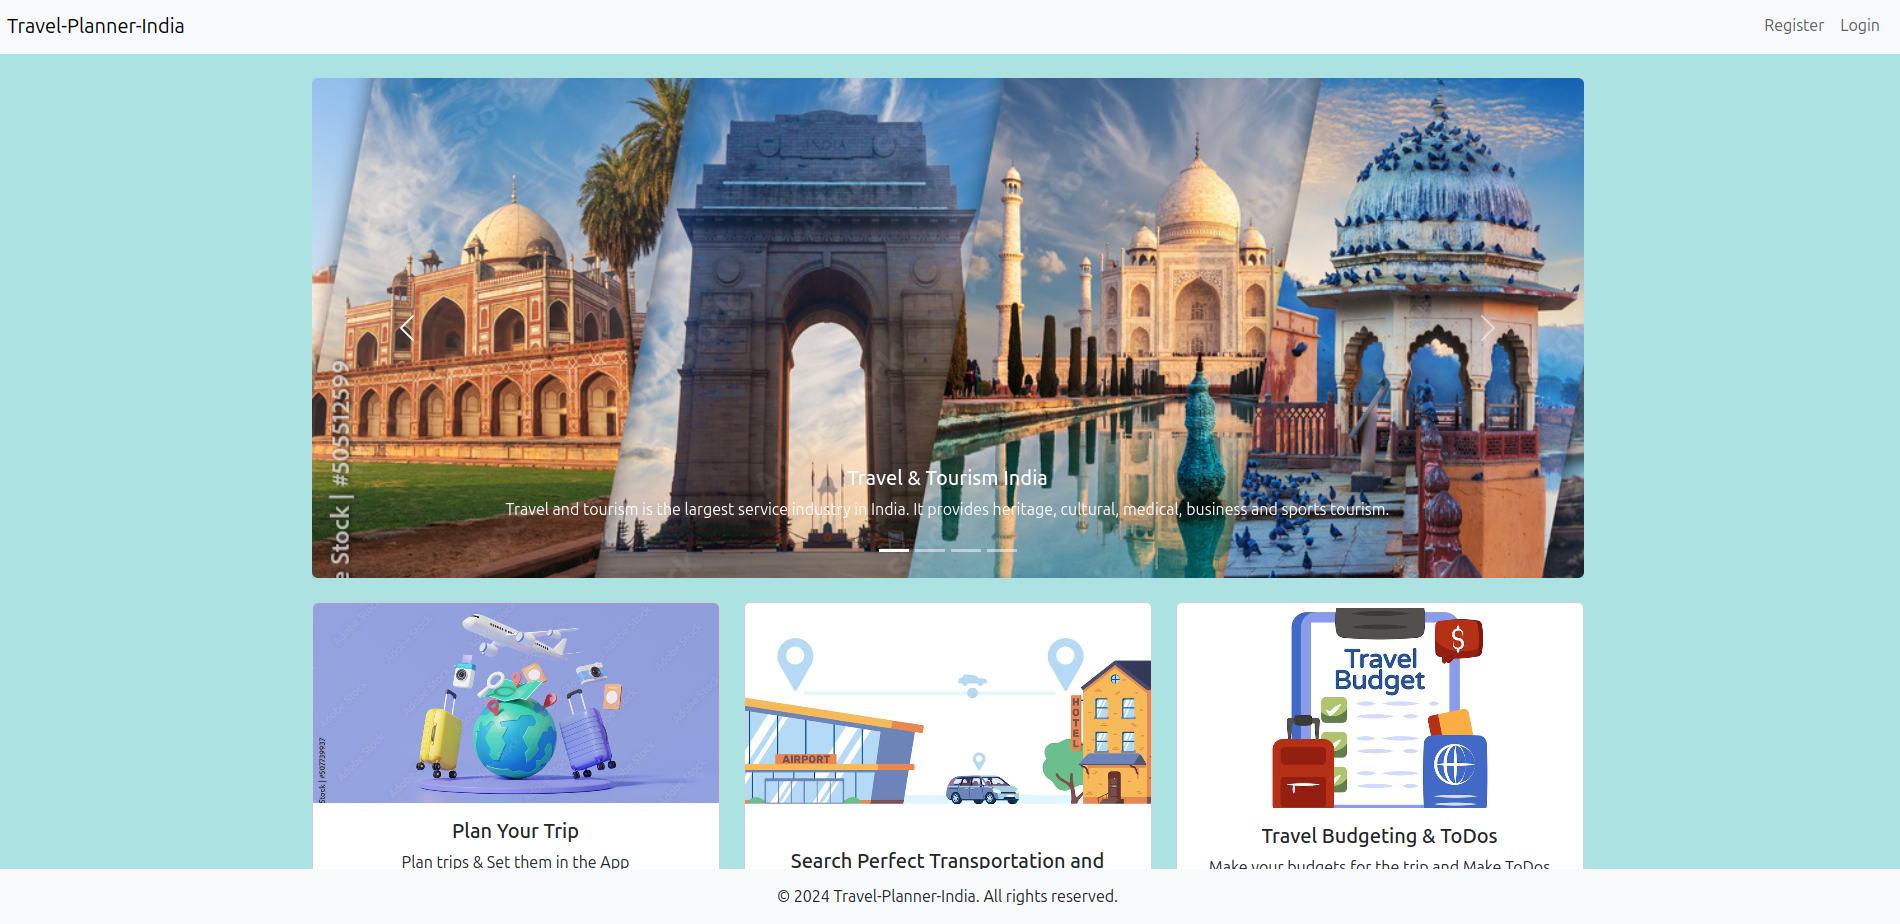 Travel-Planner-India
Register Login
INDIA
Stock | #505512599
Travel & Tourism India
Travel and tourism is the largest service industry in India. It provides heritage, cultural, medical, business and sports tourism.
Stock | #507739937
AIRPORT
HOTEL
$
Travel
Budget
Plan Your Trip
Plan trips & Set them in the App
Search Perfect Transportation and
Travel Budgeting & ToDos
Make your budgets for the trip and Make ToDos
© 2024 Travel-Planner-India. All rights reserved.